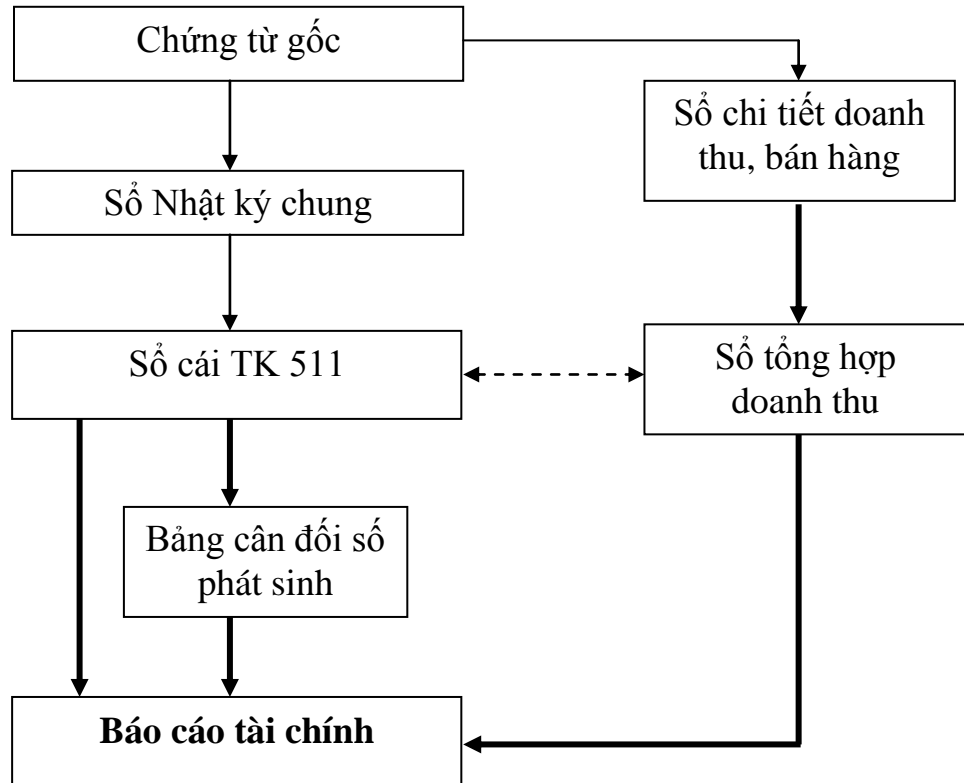 Chứng từ gốc
Sổ chi tiết doanh
thu, bán hàng
Sổ Nhật ký chung
Sổ cái TK 511
Sổ tổng hợp
doanh thu
Bảng cân đối số
phát sinh
Báo cáo tài chính